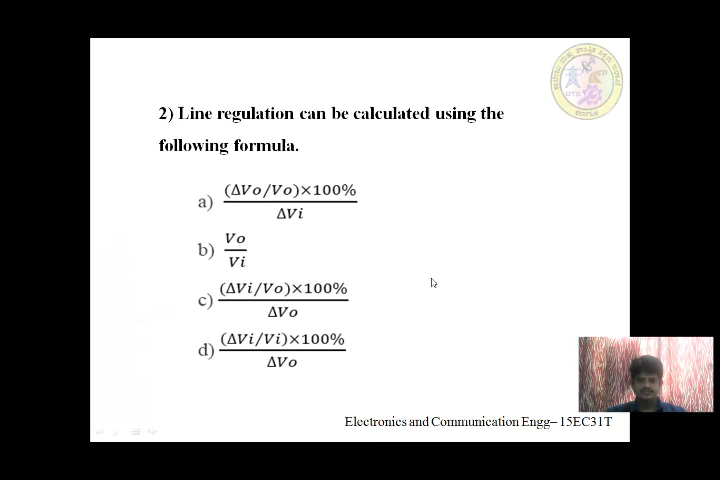 2) Line regulation can be calculated using the
following formula.
a) (ΔVo/Vo)×100%
ΔVi
b) Vo
Vi
c) (ΔVi/Vo)×100%
ΔVo
d) (ΔVi/Vi)×100%
ΔVo
Electronics and Communication Engg– 15EC31T